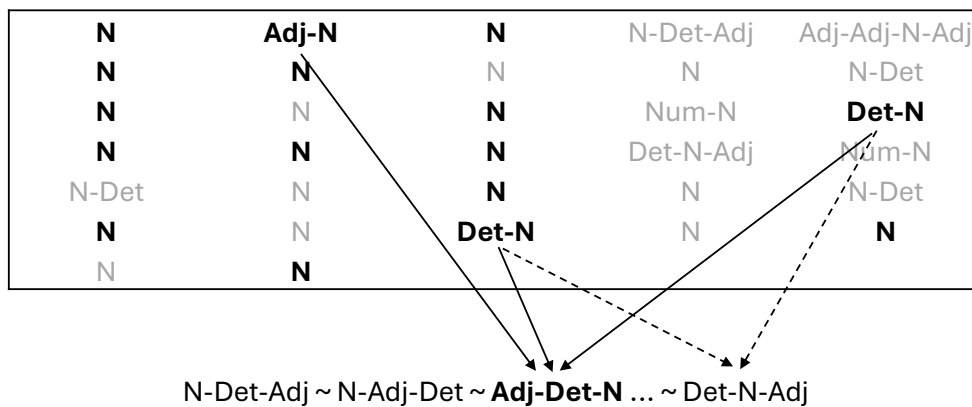 N Adj-N N N-Det-Adj Adj-Adj-N-Adj
N N N N N-Det
N N N Num-N Det-N
N N N Det-N-Adj Num-N
N-Det N N N N-Det
N N Det-N N N
N N
N-Det-Adj ~ N-Adj-Det ~ Adj-Det-N ... ~ Det-N-Adj